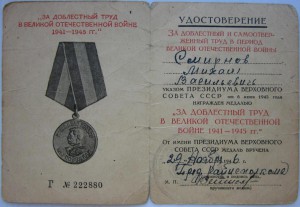 „ЗА ДОБЛЕСТНЫЙ ТРУД
В ВЕЛИКОЙ ОТЕЧЕСТВЕННОЙ ВОЙНЕ
1941—1945 гг.“
Г № 222880
УДОСТОВЕРЕНИЕ
ЗА ДОБЛЕСТНЫЙ И САМООТВЕР-
ЖЕННЫЙ ТРУД В ПЕРИОД
ВЕЛИКОЙ ОТЕЧЕСТВЕННОЙ ВОЙНЫ
Смирнов
Михаил
Васильевич
УКАЗОМ ПРЕЗИДИУМА ВЕРХОВНОГО
СОВЕТА СССР от 6 июня 1945 года
НАГРАЖДЕН МЕДАЛЬЮ
„ЗА ДОБЛЕСТНЫЙ ТРУД
В ВЕЛИКОЙ ОТЕЧЕСТВЕННОЙ
ВОЙНЕ 1941—1945 гг.“
ОТ ИМЕНИ ПРЕЗИДИУМА ВЕРХОВНОГО
СОВЕТА СССР МЕДАЛЬ ВРУЧЕНА
29
М. П.